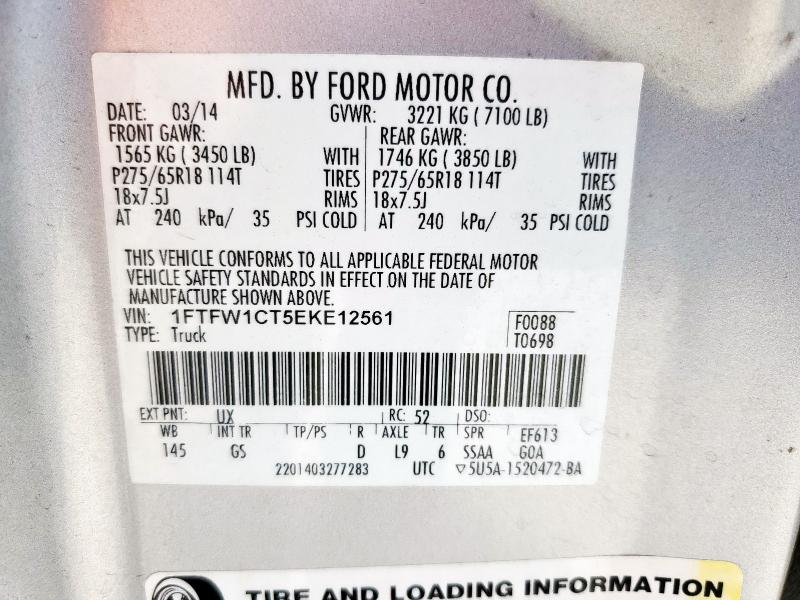 MFD. BY FORD MOTOR CO.
DATE: 03/14 GVWR: 3221 KG ( 7100 LB)
FRONT GAWR: REAR GAWR:
1565 KG ( 3450 LB) WITH 1746 KG ( 3850 LB) WITH
P275/65R18 114T TIRES P275/65R18 114T TIRES
18x7.5J RIMS 18x7.5J RIMS
AT 240 kPa/ 35 PSI COLD AT 240 kPa/ 35 PSI COLD
THIS VEHICLE CONFORMS TO ALL APPLICABLE FEDERAL MOTOR
VEHICLE SAFETY STANDARDS IN EFFECT ON THE DATE OF
MANUFACTURE SHOWN ABOVE.
VIN: 1FTFW1CT5EKE12561 F0088
TYPE: Truck T0698
EXT PNT: UX RC: 52 DSO:
WB INT TR TP/PS R AXLE TR SPR EF613
145 GS D L9 6 SSAA GOA
2201403277283 UTC ▽5U5A-1520472-BA
TIRE AND LOADING INFORMATION